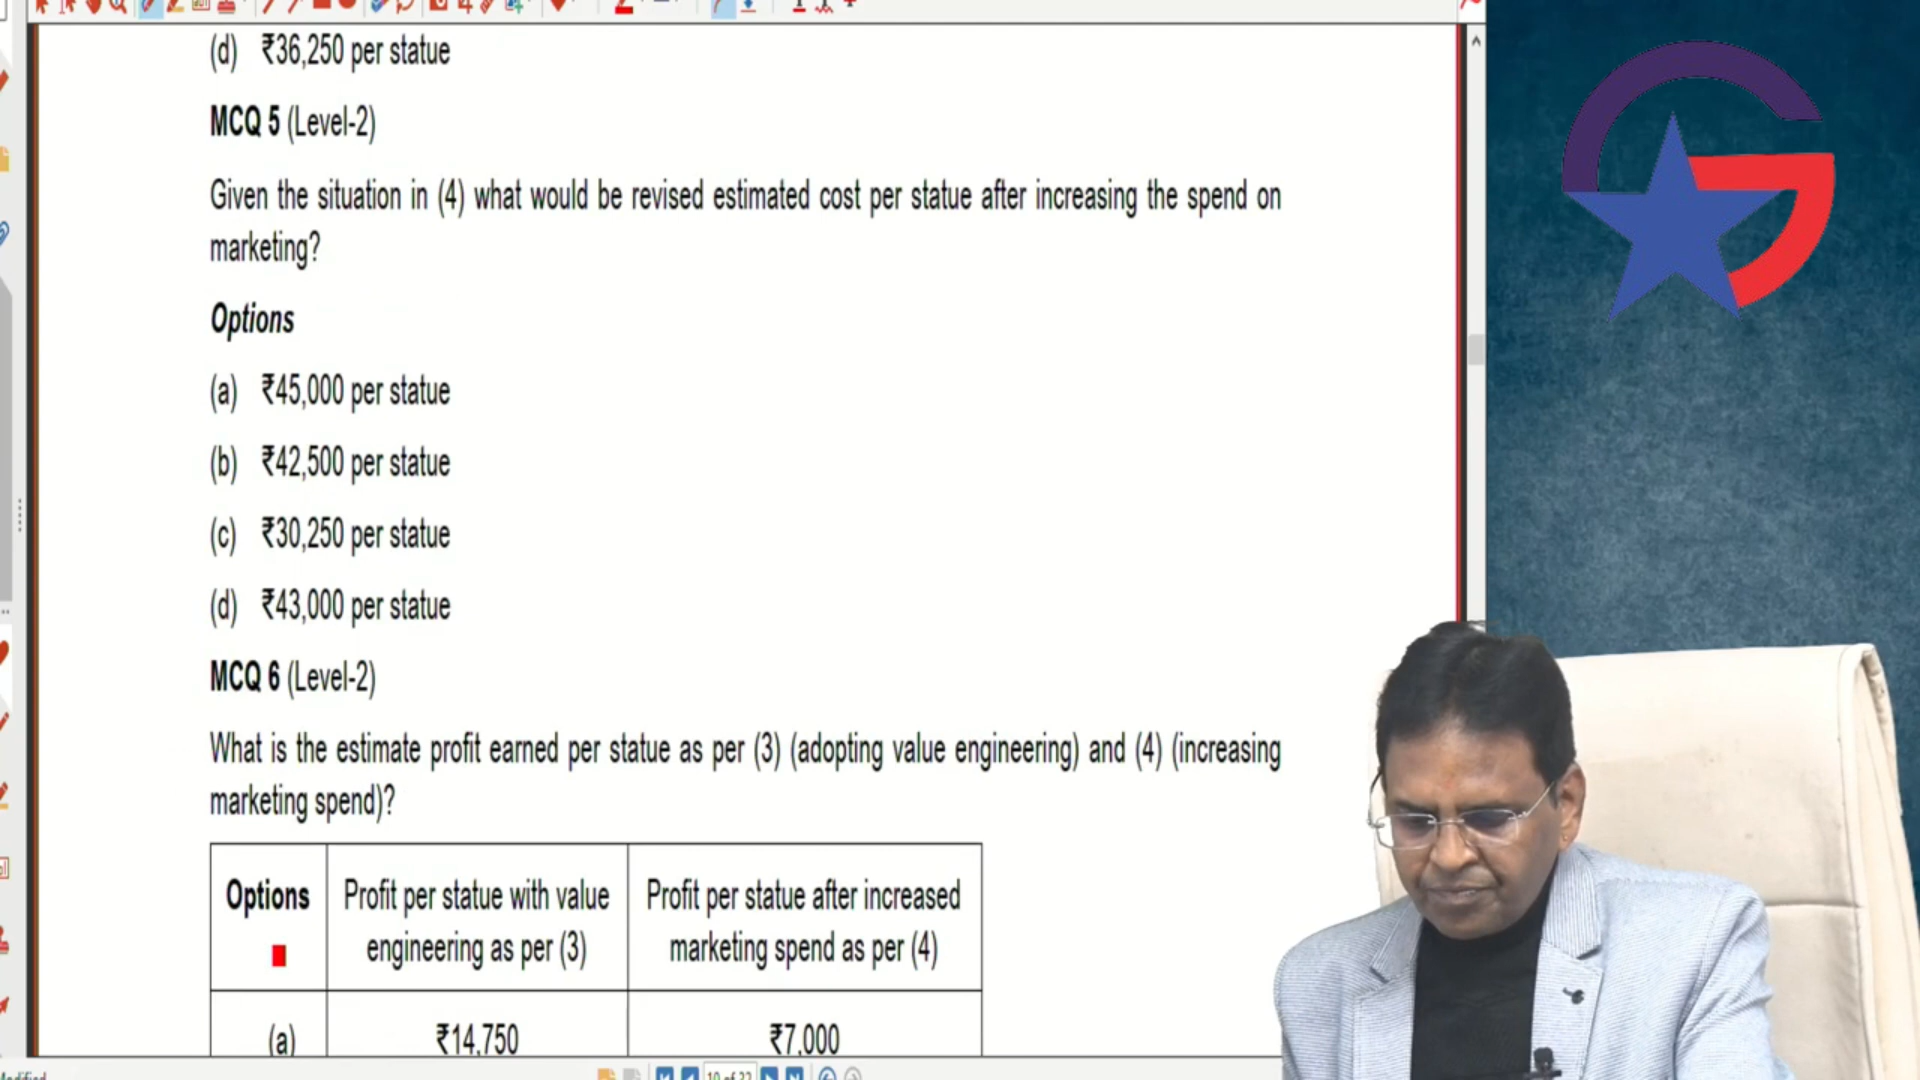 (d) ₹36,250 per statue
MCQ 5 (Level-2)
Given the situation in (4) what would be revised estimated cost per statue after increasing the spend on
marketing?
Options
(a) ₹45,000 per statue
(b) ₹42,500 per statue
(c) ₹30,250 per statue
(d) ₹43,000 per statue
MCQ 6 (Level-2)
What is the estimate profit earned per statue as per (3) (adopting value engineering) and (4) (increasing
marketing spend)?
Options
Profit per statue with value
engineering as per (3)
Profit per statue after increased
marketing spend as per (4)
(a) ₹14,750 ₹7,000